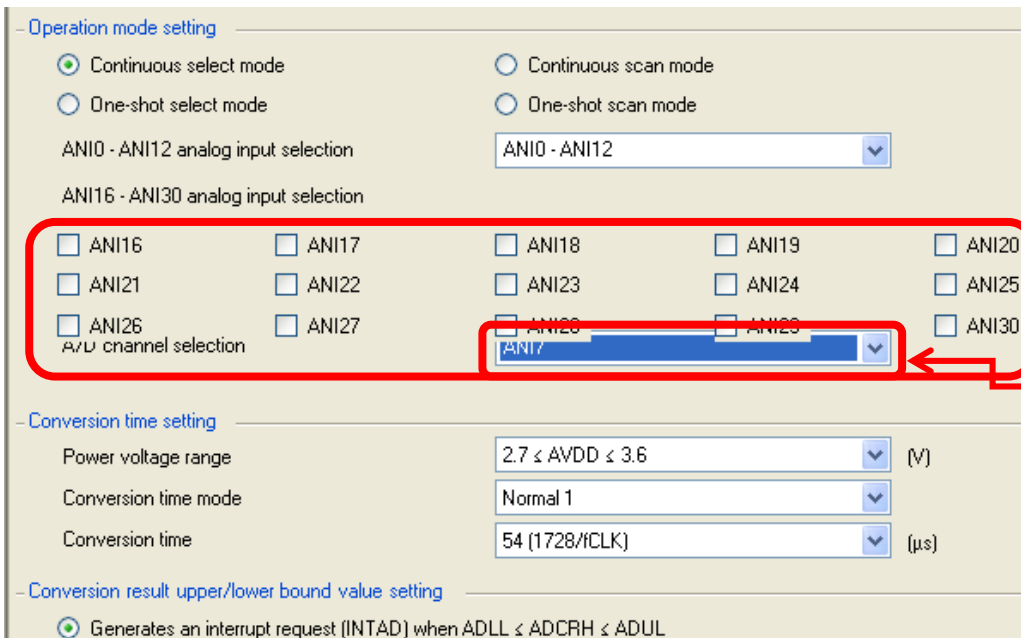 Operation mode setting
Continuous select mode Continuous scan mode
One-shot select mode One-shot scan mode
ANI0 - ANI12 analog input selection ANI0 - ANI12
ANI16 - ANI30 analog input selection
ANI16 ANI17 ANI18 ANI19 ANI20
ANI21 ANI22 ANI23 ANI24 ANI25
ANI26 ANI27 ANI28 ANI29 ANI30
A/D channel selection ANI7
Conversion time setting
Power voltage range 2.7 ≤ AVDD ≤ 3.6 (V)
Conversion time mode Normal 1
Conversion time 54 (1728/fCLK) (μs)
Conversion result upper/lower bound value setting
Generates an interrupt request (INTAD) when ADLL ≤ ADCRH ≤ ADUL